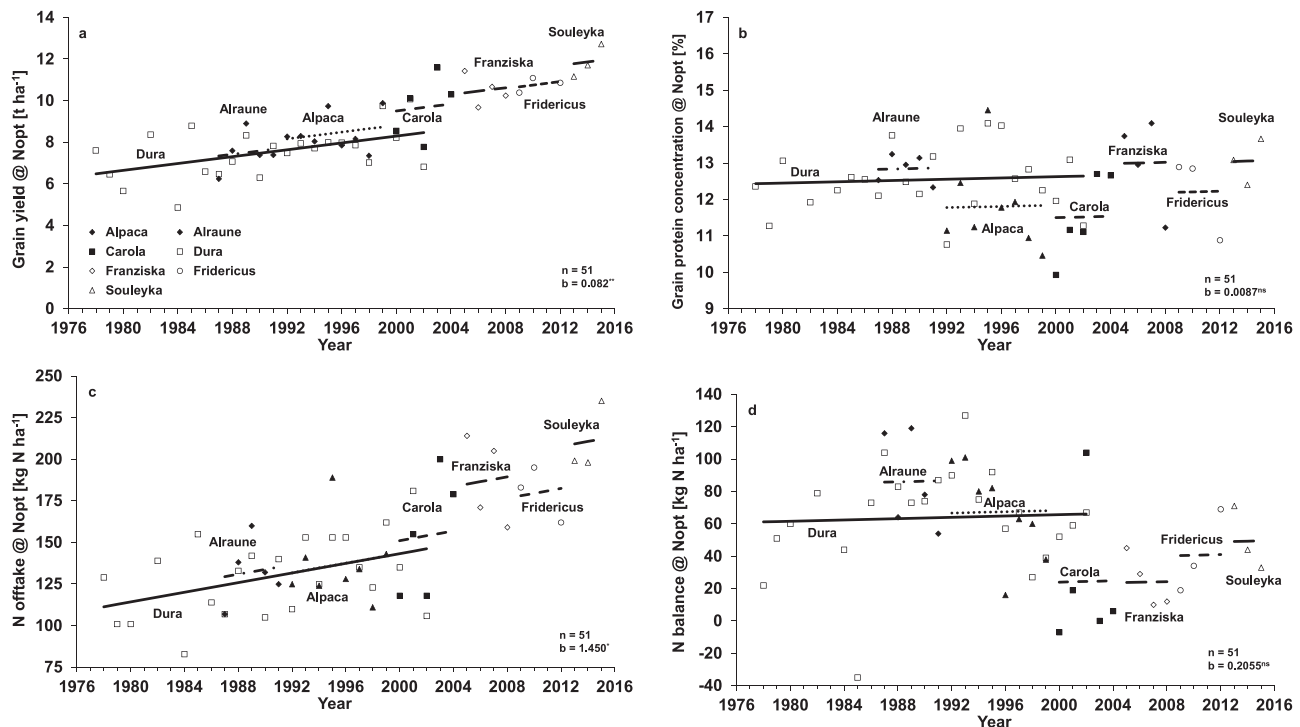 a
Grain yield @ Nopt [t ha⁻¹]
14
12
10
8
6
4
2
0
Souleyka
Franziska
Alraune
Alpaca
Carola
Fridericus
Dura
Alpaca Alraune
Carola Dura
Franziska Fridericus
Souleyka
n = 51
b = 0.082**
1976 1980 1984 1988 1992 1996 2000 2004 2008 2012 2016
Year
b
Grain protein concentration @ Nopt [%]
17
16
15
14
13
12
11
10
9
Alraune
Souleyka
Franziska
Dura
Carola
Alpaca
Fridericus
n = 51
b = 0.0087ⁿˢ
1976 1980 1984 1988 1992 1996 2000 2004 2008 2012 2016
Year
c
N offtake @ Nopt [kg N ha⁻¹]
250
225
200
175
150
125
100
75
Souleyka
Franziska
Carola
Fridericus
Alraune
Alpaca
Dura
n = 51
b = 1.450*
1976 1980 1984 1988 1992 1996 2000 2004 2008 2012 2016
Year
d
N balance @ Nopt [kg N ha⁻¹]
140
120
100
80
60
40
20
0
-20
-40
Alraune
Alpaca
Dura
Fridericus
Carola
Souleyka
Franziska
n = 51
b = 0.2055ⁿˢ
1976 1980 1984 1988 1992 1996 2000 2004 2008 2012 2016
Year